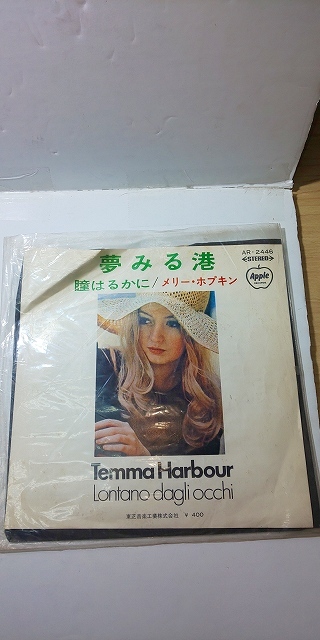 AR-2446
STEREO
Apple
夢みる港
瞳はるかに/メリー・ホプキン
Temma Harbour
Lontano dagli occhi
東芝音楽工業株式会社 ¥ 400